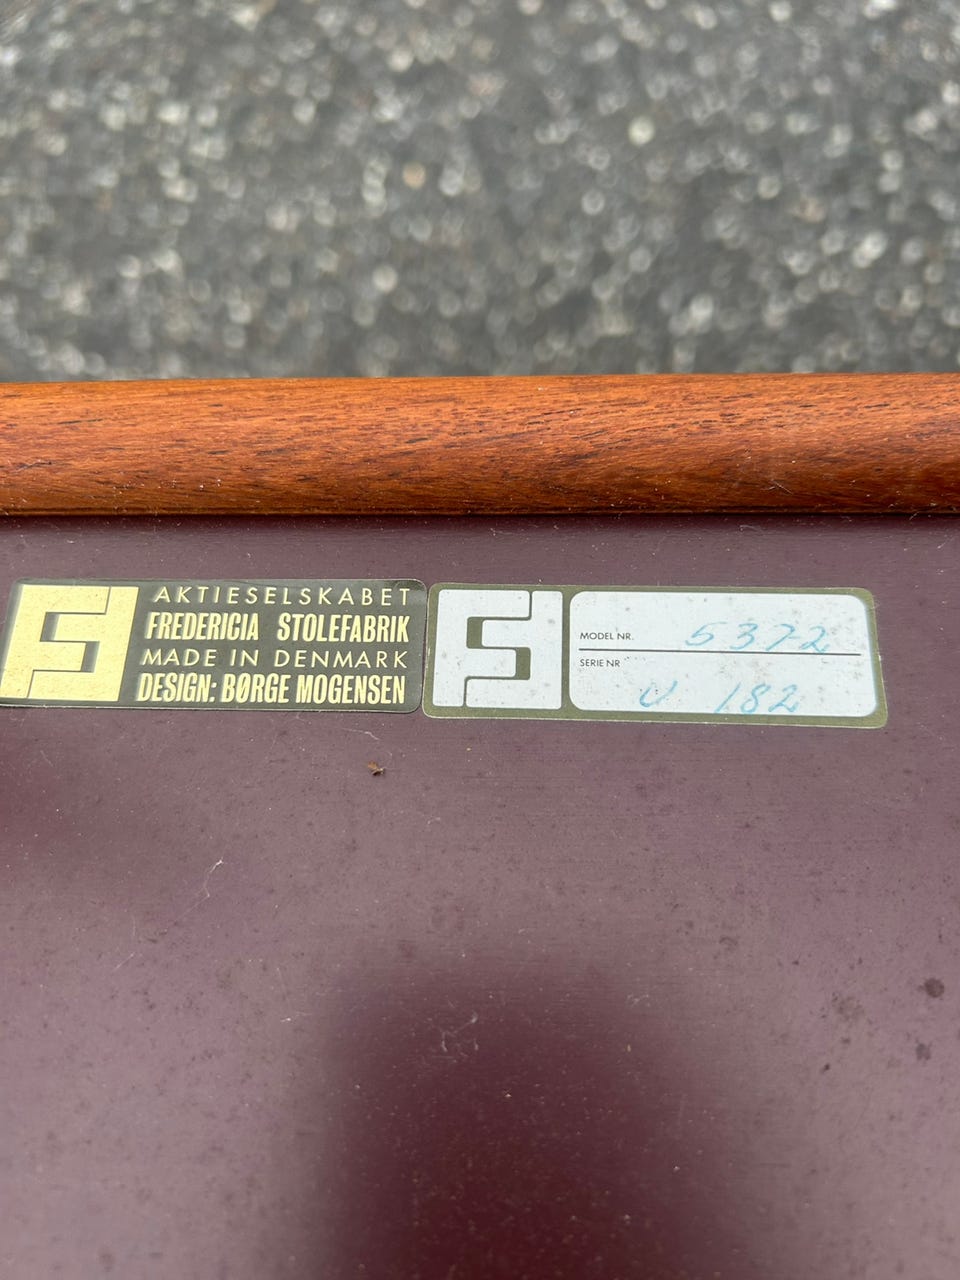 AKTIESELSKABET
FREDERICIA STOLEFABRIK
MADE IN DENMARK
DESIGN: BØRGE MOGENSEN
MODEL NR. 5372
SERIE NR U 182